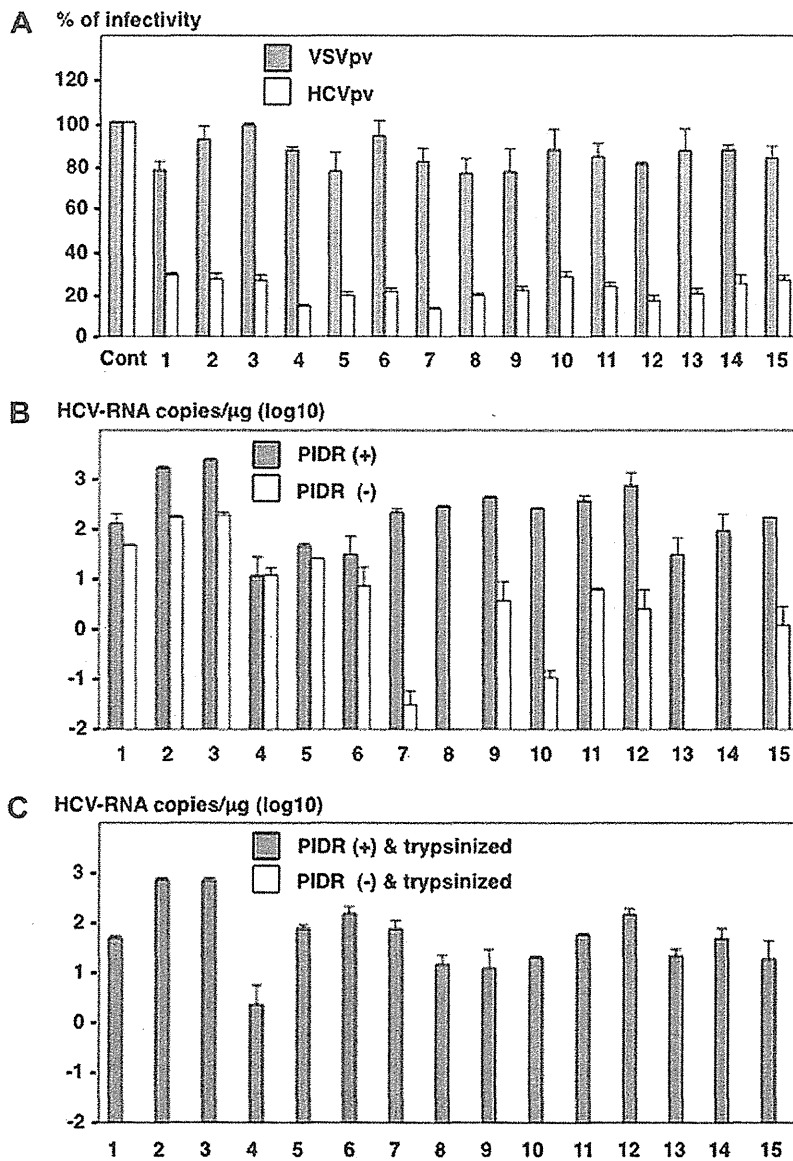 A % of infectivity
VSVpv
HCVpv
120
100
80
60
40
20
0
Cont 1 2 3 4 5 6 7 8 9 10 11 12 13 14 15
B HCV-RNA copies/μg (log10)
PIDR (+)
PIDR (-)
3
2
1
0
-1
-2
1 2 3 4 5 6 7 8 9 10 11 12 13 14 15
C HCV-RNA copies/μg (log10)
PIDR (+) & trypsinized
PIDR (-) & trypsinized
3
2
1
0
-1
-2
1 2 3 4 5 6 7 8 9 10 11 12 13 14 15